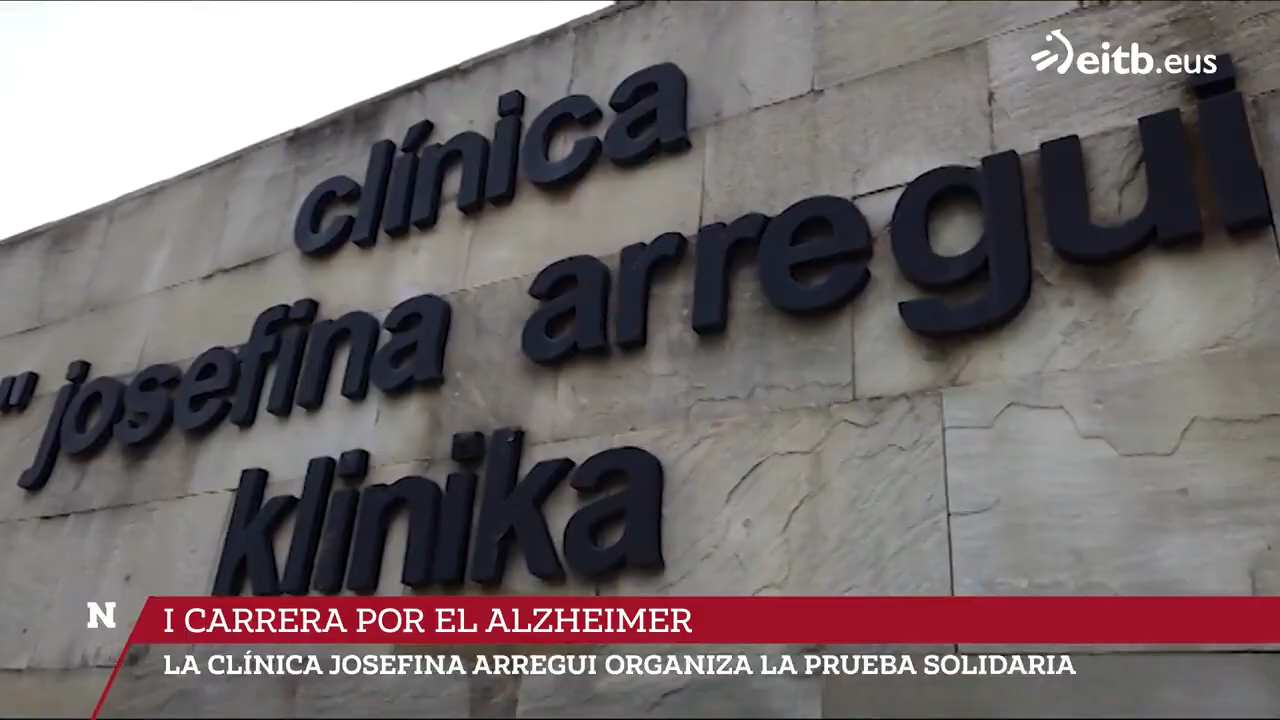 eitb.eus
clínica
"josefina arregui
klinika
N
I CARRERA POR EL ALZHEIMER
LA CLÍNICA JOSEFINA ARREGUI ORGANIZA LA PRUEBA SOLIDARIA